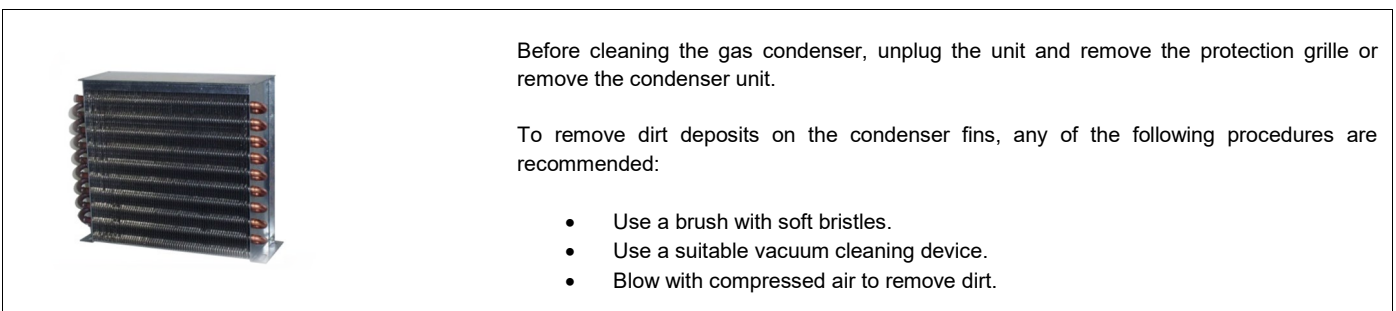 Before cleaning the gas condenser, unplug the unit and remove the protection grille or
remove the condenser unit.
To remove dirt deposits on the condenser fins, any of the following procedures are
recommended:
• Use a brush with soft bristles.
• Use a suitable vacuum cleaning device.
• Blow with compressed air to remove dirt.